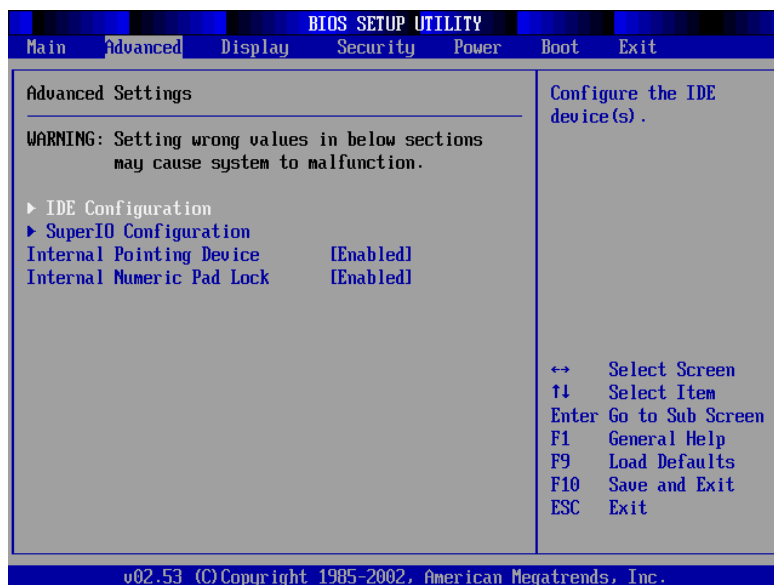 BIOS SETUP UTILITY
Main Advanced Display Security Power Boot Exit
Advanced Settings
WARNING: Setting wrong values in below sections
may cause system to malfunction.
▶ IDE Configuration
▶ SuperIO Configuration
Internal Pointing Device [Enabled]
Internal Numeric Pad Lock [Enabled]
Configure the IDE
device(s).
↔ Select Screen
↑↓ Select Item
Enter Go to Sub Screen
F1 General Help
F9 Load Defaults
F10 Save and Exit
ESC Exit
v02.53 (C)Copyright 1985-2002, American Megatrends, Inc.